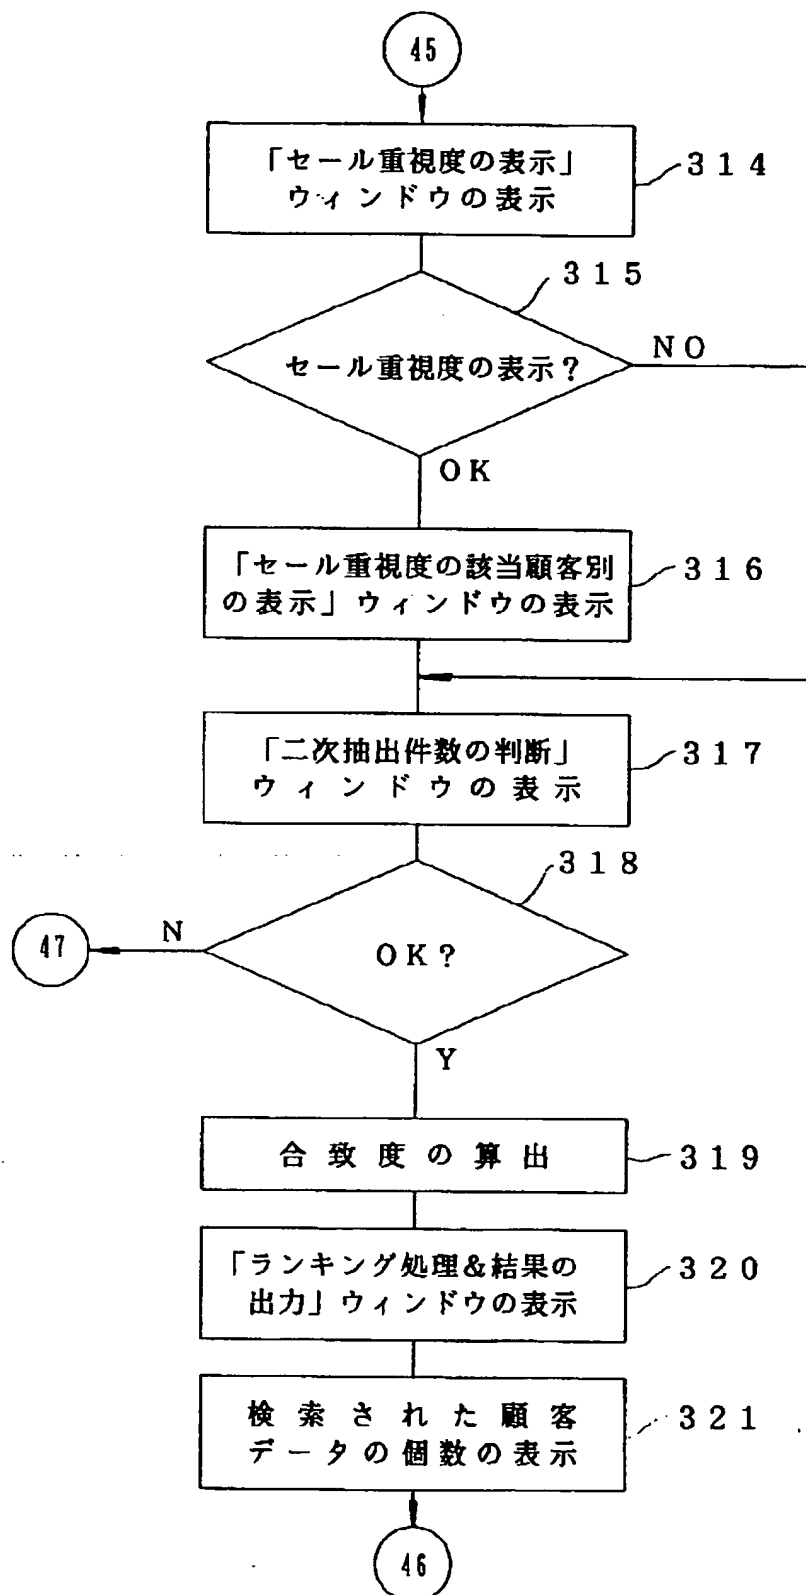 45
「セール重視度の表示」
ウィンドウの表示
314
315
セール重視度の表示?
NO
OK
「セール重視度の該当顧客別
の表示」ウィンドウの表示
316
「二次抽出件数の判断」
ウィンドウの表示
317
318
47
N
OK?
Y
合致度の算出
319
「ランキング処理&結果の
出力」ウィンドウの表示
320
検索された顧客
データの個数の表示
321
46